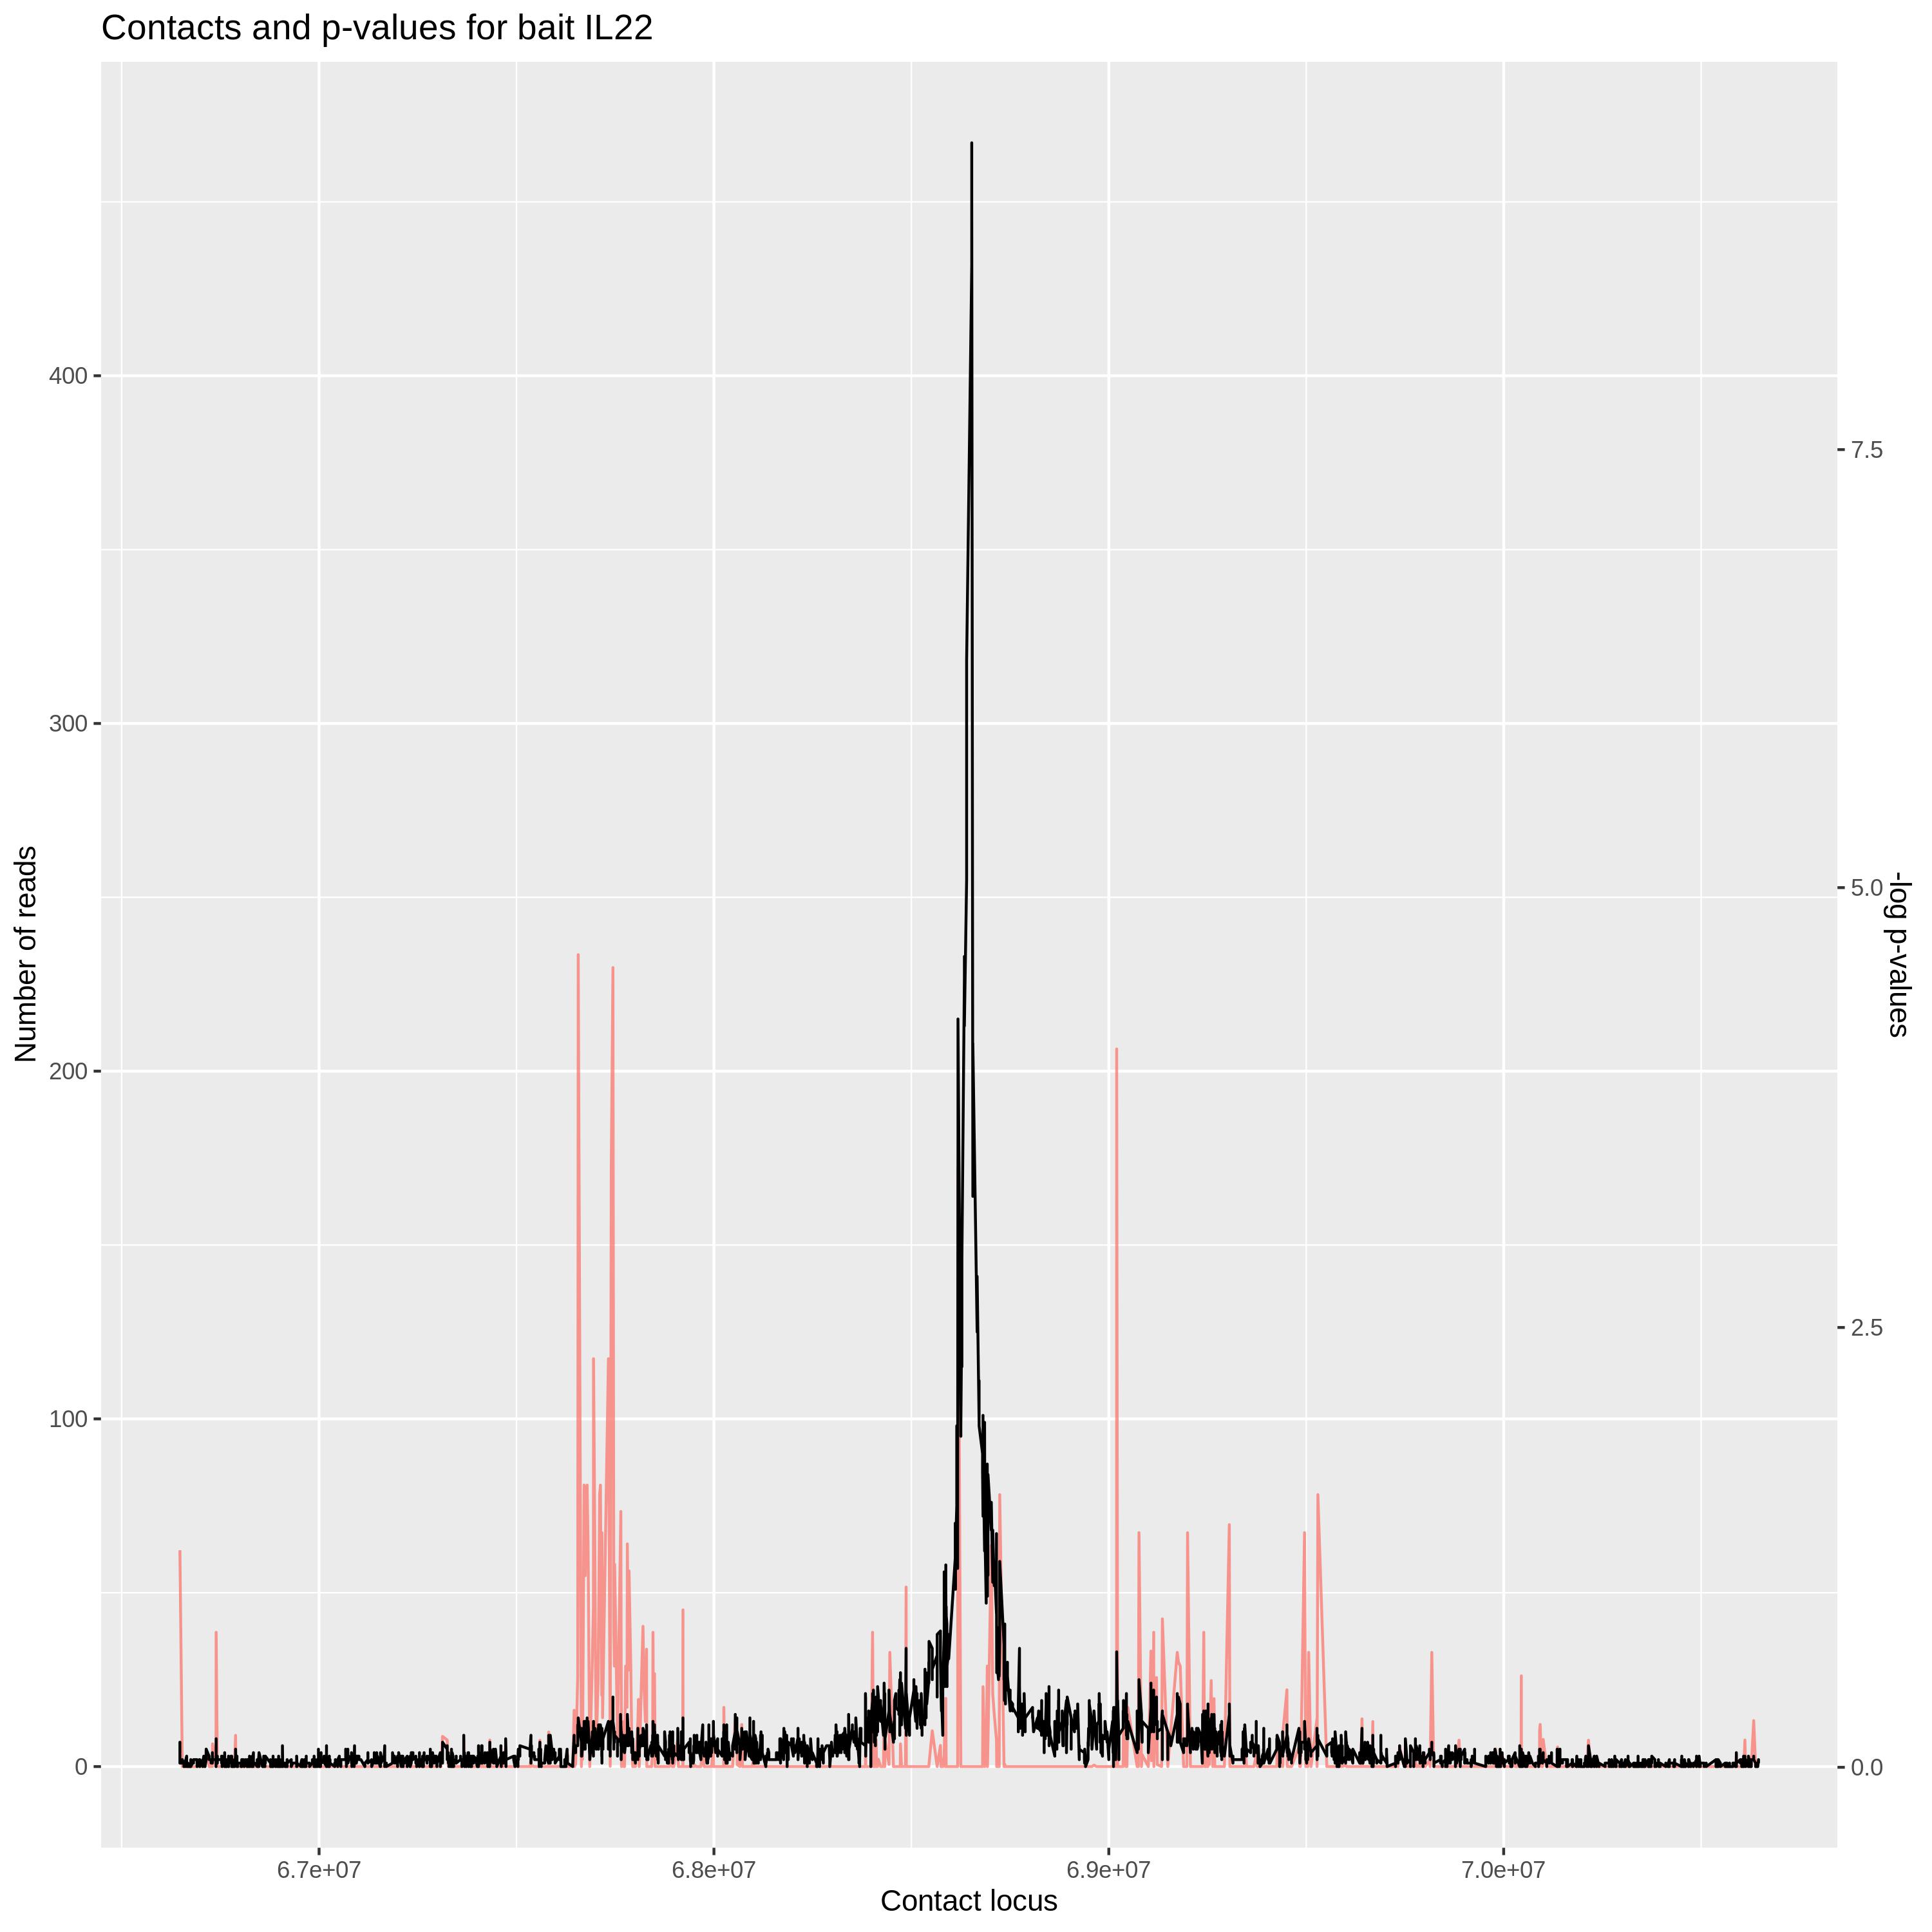 Contacts and p-values for bait IL22
Number of reads
400
300
200
100
0
7.5
5.0
2.5
0.0
-log p-values
6.7e+07
6.8e+07
6.9e+07
7.0e+07
Contact locus